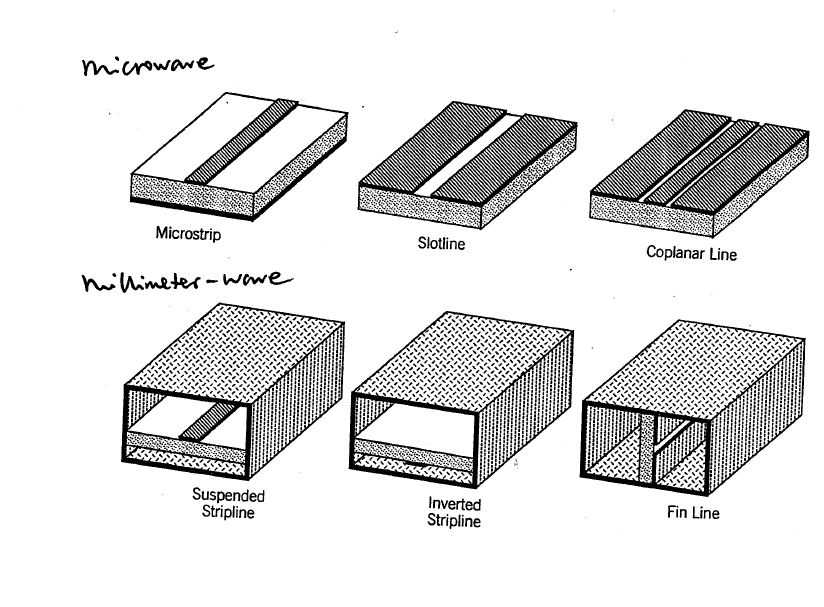 Microwave
Microstrip
Slotline
Coplanar Line
Millimeter-wave
Suspended
Stripline
Inverted
Stripline
Fin Line